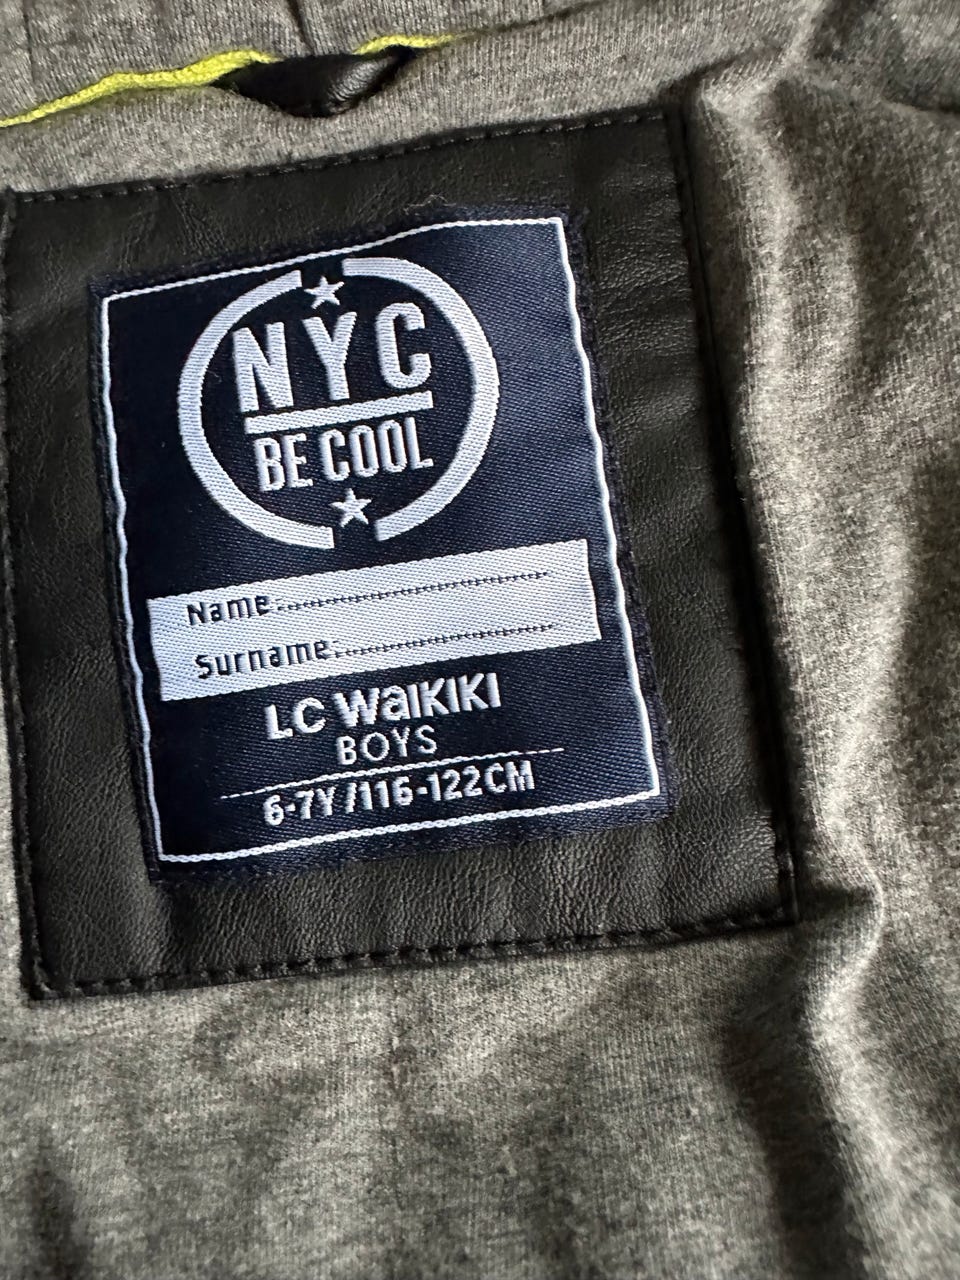 NYC
BE COOL
Name:..............................
Surname:..............................
LC WaiKIKI
BOYS
6-7Y/116-122CM